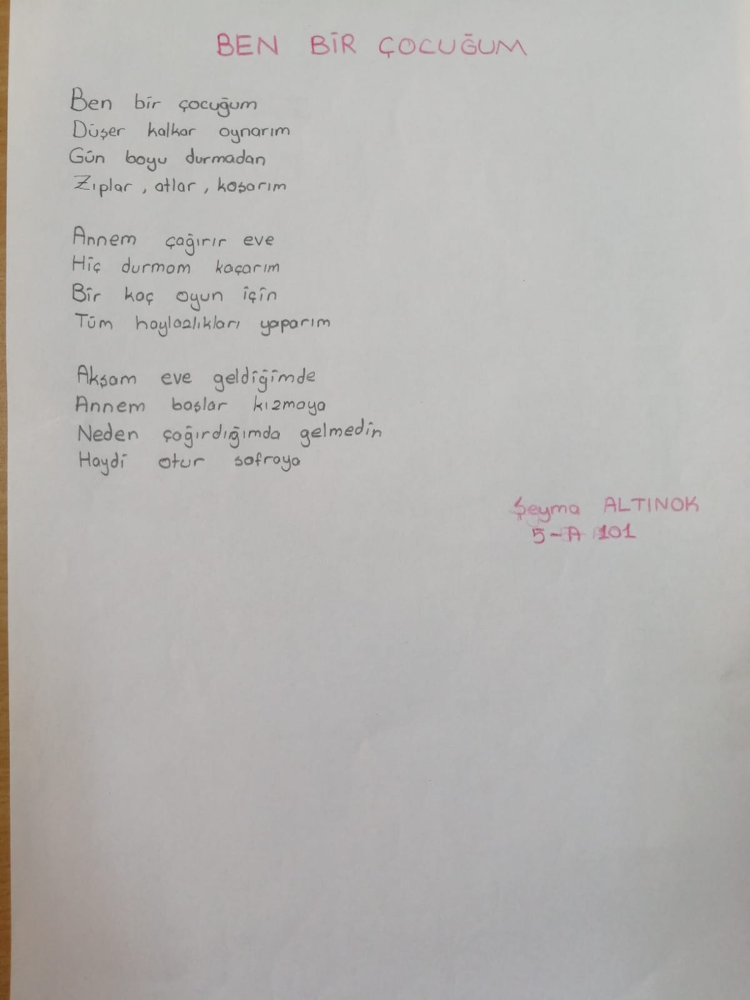 BEN BİR ÇOCUĞUM
Ben bir çocuğum
Düşer kalkar oynarım
Gün boyu durmadan
Zıplar, atlar, koşarım
Annem çağırır eve
Hiç durmam kaçarım
Bir kaç oyun için
Tüm haylazlıkları yaparım
Akşam eve geldiğimde
Annem başlar kızmaya
Neden çağırdığımda gelmedin
Haydi otur sofraya
Şeyma ALTINOK
5-A 101